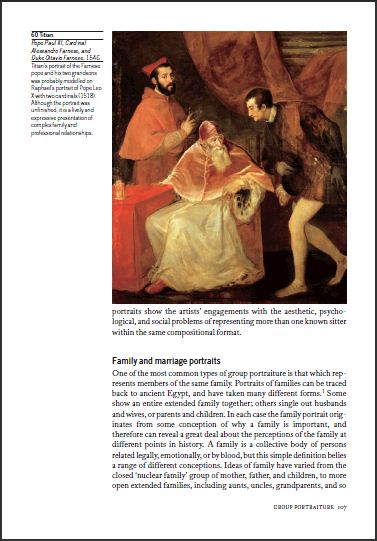 60 Titian
Pope Paul III, Cardinal
Alessandro Farnese, and
Duke Ottavio Farnese, 1546
Titian's portrait of the Farnese
pope and his two grandsons
was probably modelled on
Raphael's portrait of Pope Leo
X with two cardinals (1518).
Although the portrait was
unfinished, it is a lively and
expressive presentation of
complex family and
professional relationships.
portraits show the artists' engagements with the aesthetic, psycho-
logical, and social problems of representing more than one known sitter
within the same compositional format.
Family and marriage portraits
One of the most common types of group portraiture is that which rep-
resents members of the same family. Portraits of families can be traced
back to ancient Egypt, and have taken many different forms.¹ Some
show an entire extended family together; others single out husbands
and wives, or parents and children. In each case the family portrait orig-
inates from some conception of why a family is important, and
therefore can reveal a great deal about the perceptions of the family at
different points in history. A family is a collective body of persons
related legally, emotionally, or by blood, but this simple definition belies
a range of different conceptions. Ideas of family have varied from the
closed 'nuclear family' group of mother, father, and children, to more
open extended families, including aunts, uncles, grandparents, and so
GROUP PORTRAITURE 107